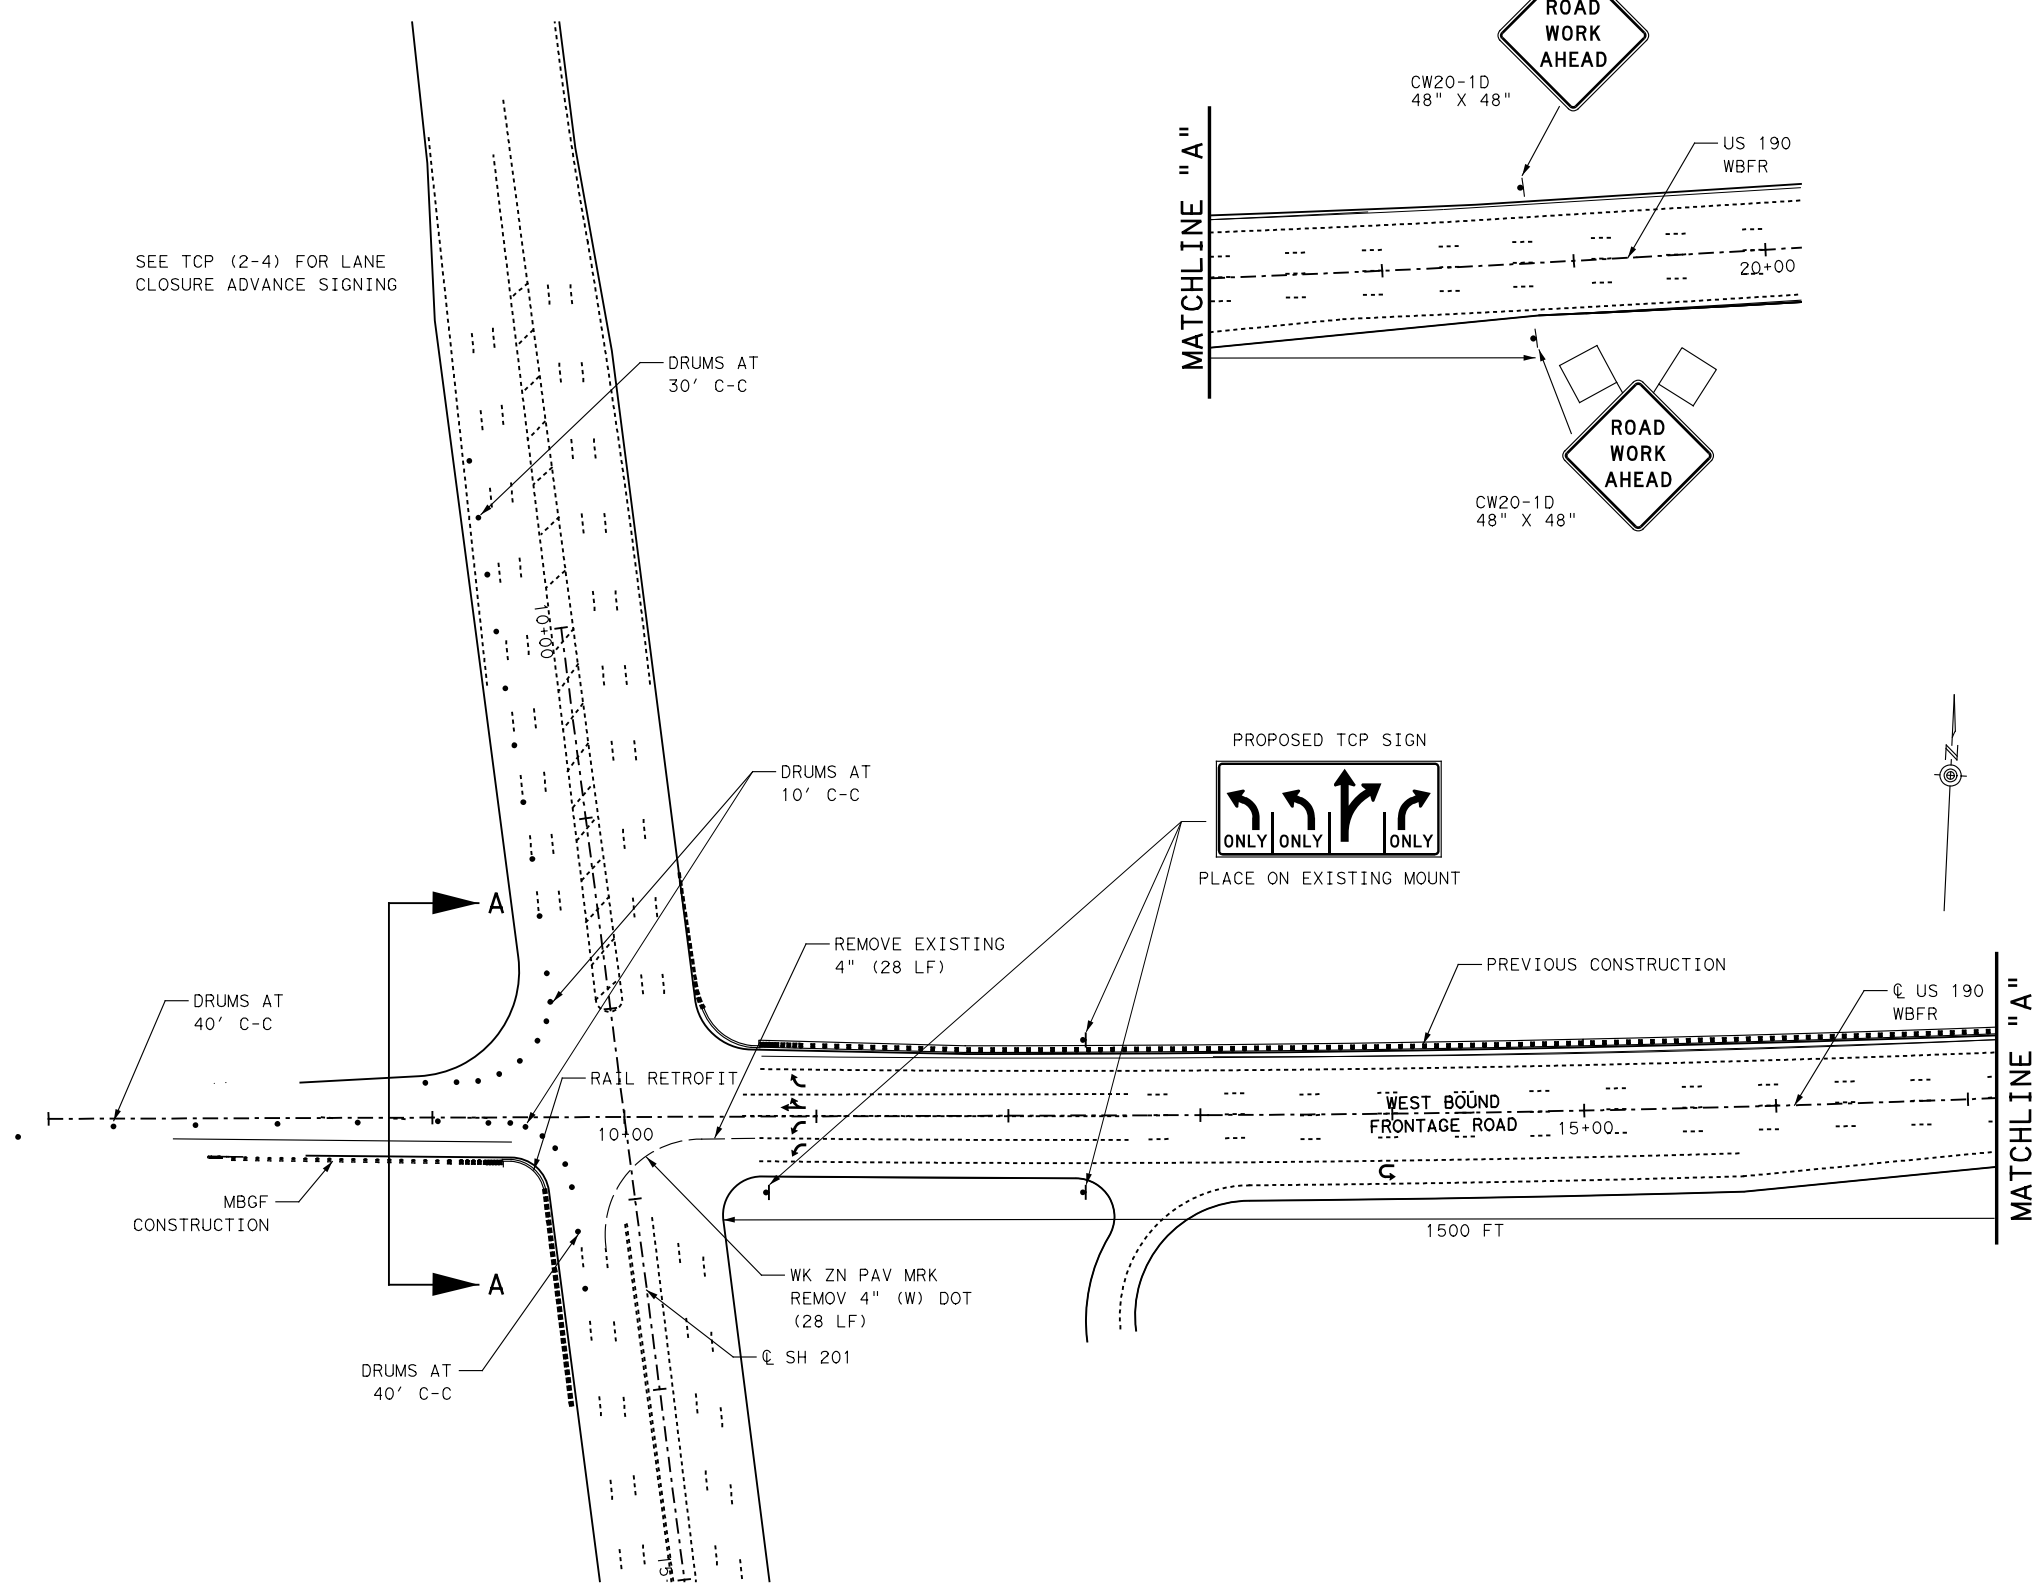 ROAD
WORK
AHEAD
CW20-1D
48" X 48"
MATCHLINE "A"
US 190
WBFR
20+00
SEE TCP (2-4) FOR LANE
CLOSURE ADVANCE SIGNING
DRUMS AT
30' C-C
ROAD
WORK
AHEAD
CW20-1D
48" X 48"
10+00
N
PROPOSED TCP SIGN
ONLY ONLY ONLY
PLACE ON EXISTING MOUNT
DRUMS AT
10' C-C
A
REMOVE EXISTING
4" (28 LF)
PREVIOUS CONSTRUCTION
℄ US 190
WBFR
MATCHLINE "A"
DRUMS AT
40' C-C
RAIL RETROFIT
WEST BOUND
FRONTAGE ROAD
10+00
15+00
MBGF
CONSTRUCTION
1500 FT
A
WK ZN PAV MRK
REMOV 4" (W) DOT
(28 LF)
℄ SH 201
DRUMS AT
40' C-C
15